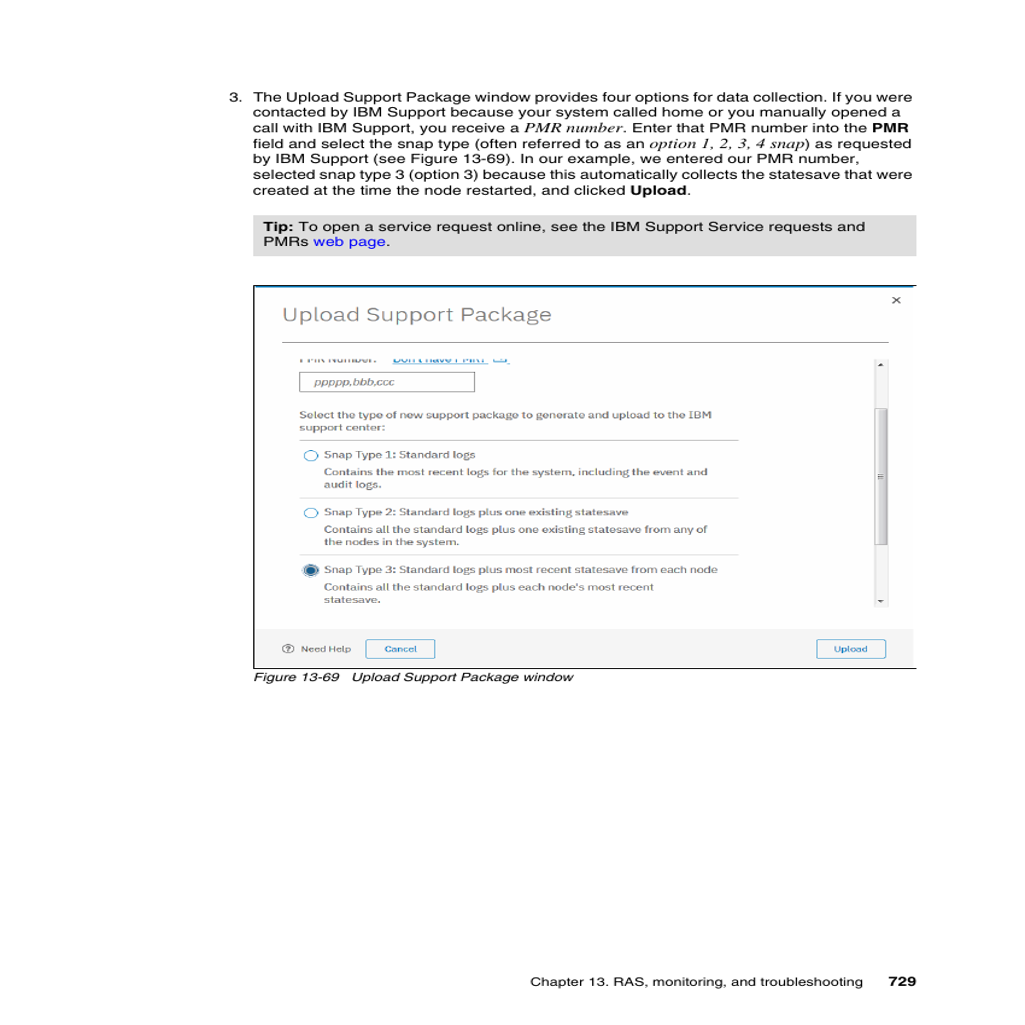 3. The Upload Support Package window provides four options for data collection. If you were
contacted by IBM Support because your system called home or you manually opened a
call with IBM Support, you receive a PMR number. Enter that PMR number into the PMR
field and select the snap type (often referred to as an option 1, 2, 3, 4 snap) as requested
by IBM Support (see Figure 13-69). In our example, we entered our PMR number,
selected snap type 3 (option 3) because this automatically collects the statesave that were
created at the time the node restarted, and clicked Upload.
Tip: To open a service request online, see the IBM Support Service requests and
PMRs web page.
Upload Support Package
PMR Number: Don't have PMR?
ppppp,bbb,ccc
Select the type of new support package to generate and upload to the IBM
support center:
Snap Type 1: Standard logs
Contains the most recent logs for the system, including the event and
audit logs.
Snap Type 2: Standard logs plus one existing statesave
Contains all the standard logs plus one existing statesave from any of
the nodes in the system.
Snap Type 3: Standard logs plus most recent statesave from each node
Contains all the standard logs plus each node's most recent
statesave.
Need Help Cancel Upload
Figure 13-69 Upload Support Package window
Chapter 13. RAS, monitoring, and troubleshooting 729